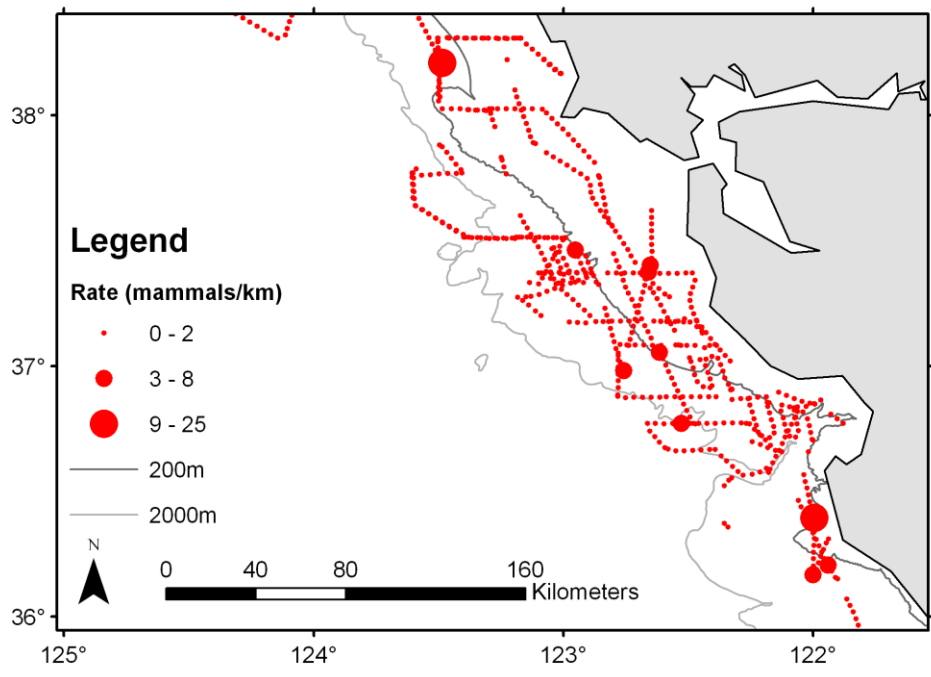 38°
37°
36°
Legend
Rate (mammals/km)
0 - 2
3 - 8
9 - 25
200m
2000m
N
0 40 80 160
Kilometers
125° 124° 123° 122°